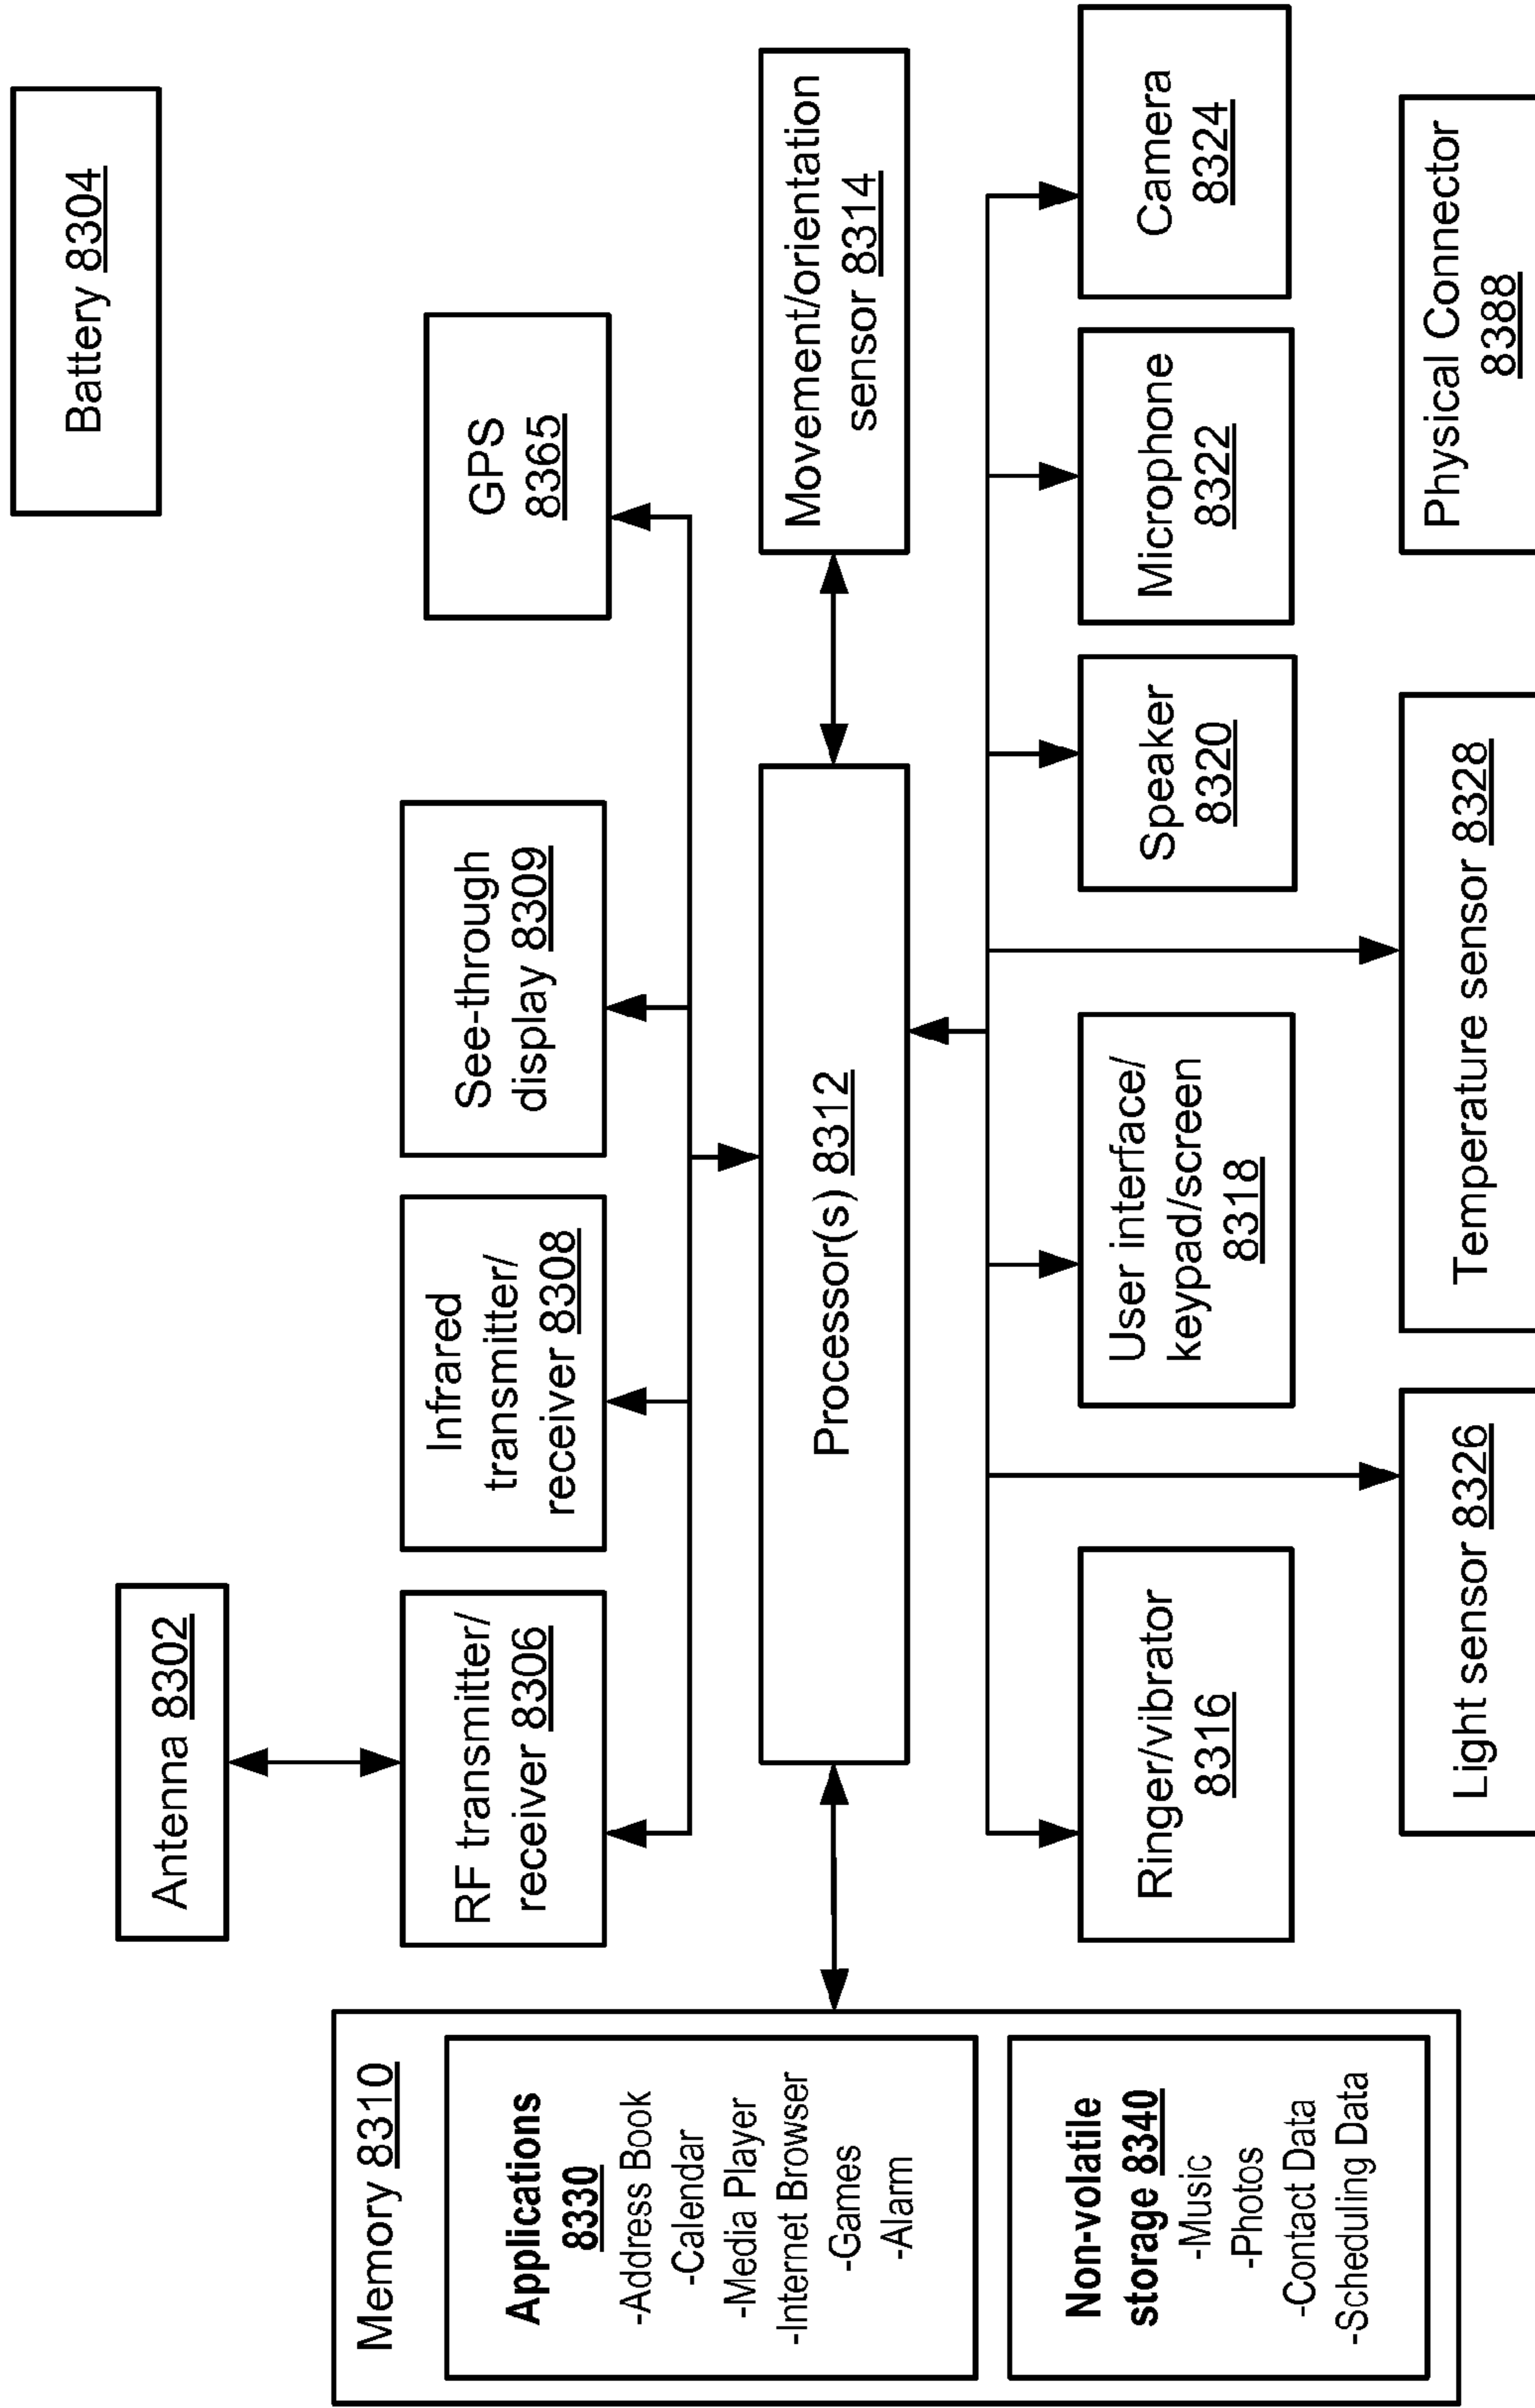 Battery 8304
Antenna 8302
RF transmitter/
receiver 8306
Infrared
transmitter/
receiver 8308
See-through
display 8309
GPS
8365
Memory 8310
Applications
8330
-Address Book
-Calendar
-Media Player
-Internet Browser
-Games
-Alarm
Non-volatile
storage 8340
-Music
-Photos
-Contact Data
-Scheduling Data
Processor(s) 8312
Movement/orientation
sensor 8314
Ringer/vibrator
8316
User interface/
keypad/screen
8318
Speaker
8320
Microphone
8322
Camera
8324
Light sensor 8326
Temperature sensor 8328
Physical Connector
8388